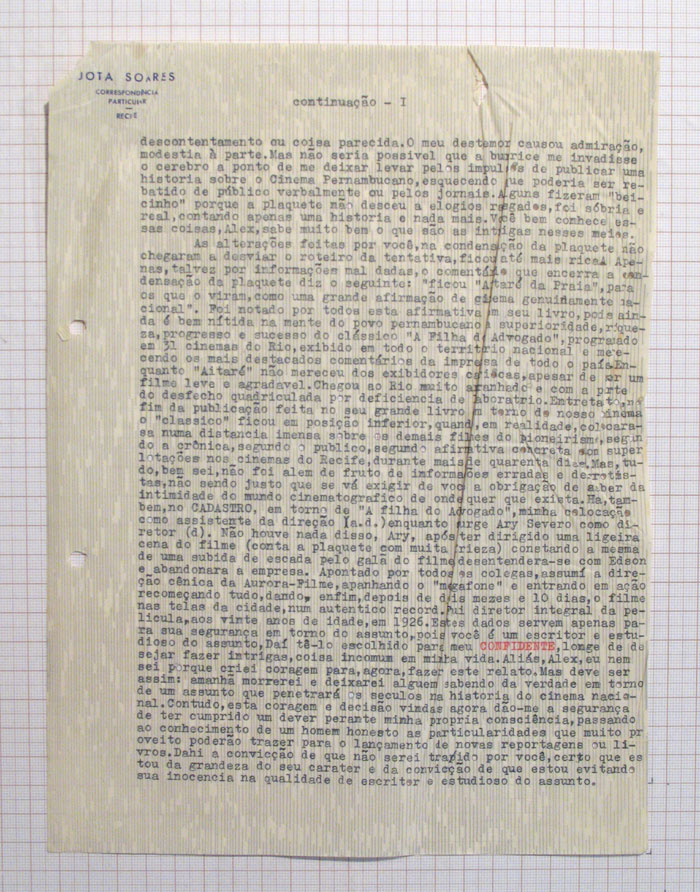 JOTA SOARES
CORRESPONDÊNCIA
PARTICULAR
RECIFE
continuação - I
descontentamento ou coisa parecida.O meu destemor causou admiração,
modestia à parte.Mas não seria possivel que a burrice me invadisse
o cerebro a ponto de me deixar levar pelos impulsos de publicar uma
historia sobre o Cinema Pernambucano,esquecendo que poderia ser re-
batido de público verbalmente ou pelos jornais.Alguns fizeram "bei-
cinho" porque a plaquete não desceu a elogios rasgados,foi sóbria e
real,contando apenas uma historia e nada mais.Você bem conhece es-
sas coisas,Alex,sabe muito bem o que são as intrigas nesses meios.
As alterações feitas por você,na condensação da plaquete não
chegaram a desviar o roteiro da tentativa,ficou até mais rica. Ape-
nas,talvez por informações mal dadas,o comentário que encerra a con-
densação da plaquete diz o seguinte: "ficou "Aitaré da Praia",para
os que o viram,como uma grande afirmação de cinema genuinamente na-
cional". Foi notado por todos esta afirmativa em seu livro,pois ain-
da é bem nítida na mente do povo pernambucano a superioridade,rique-
za,progresso e sucesso do clássico "A Filha do Advogado",programado
em 31 cinemas do Rio,exibido em todo o territrio nacional e mere-
cendo os mais destacados comentários da impresa de todo o país.En-
quanto "Aitaré" não mereceu dos exibidores cariocas,apesar de ser um
filme leve e agradavel.Chegou ao Rio muito aranhado e com a prte
do desfecho quadriculada por deficiencia de laboratrio.Entretato,no
fim da publicação feita no seu grande livro em torno de nosso cinema
o "classico" ficou em posição inferior,quando,em realidade,colocara-
sa numa distancia imensa sobre os demais filmes do pioneirismo,segun
do a crônica,segundo o publico,segundo afirmativa concreta com super
lotações nos cinemas do Recife,durante mais de quarenta dias.Mas,tu-
do,bem sei,não foi alem de fruto de informações erradas e derrotis-
tas,não sendo justo que se vá exigir de você a obrigação de saber da
intimidade do mundo cinematografico de onde quer que exista.Ha,tam-
bem,no CADASTRO, em torno de "A filha do Advogado",minha colocação
como assistente da direção (a.d.)enquanto surge Ary Severo como di-
retor (d). Não houve nada disso, Ary, após ter dirigido uma ligeira
cena do filme (conta a plaquete com muita frieza) constando a mesma
de uma subida de escada pelo galã do filme desentendera-se com Edson
e abandonara a empresa. Apontado por todos os colegas,assumí a dire-
ção cênica da Aurora-Filme,apanhando o "megafone" e entrando em ação
recomeçando tudo,dando, enfim,depois de dois mezes e 10 dias,o filme
nas telas da cidade,num autentico record.Fui diretor integral da pe-
licula,aos vinte anos de idade,em 1926.Estes dados servem apenas pa-
ra sua segurança em torno do assunto,pois você é um escritor e estu-
dioso do assunto,Daí tê-lo escolhido para meu CONFIDENTE,longe de de
sejar fazer intrigas,coisa incomum em minha vida.Aliás,Alex,eu nem
sei porque criei coragem para,agora,fazer este relato.Mas deve ser
assim: amanhã morrerei e deixarei alguem sabendo da verdade em torno
de um assunto que penetrará os seculos na historia do cinema nacio-
nal.Contudo,esta coragem e decisão vindas agora dão-me a segurança
de ter cumprido um dever perante minha propria consciência,passando
ao conhecimento de um homem honesto as particularidades que muito pr
oveito poderão trazer para o lançamento de novas reportagens ou li-
vros.Dahi a convicção de que não serei traido por você,certo que es
tou da grandeza do seu carater e da convicção de que estou evitando
sua inocencia na qualidade de escritor e estudioso do assunto.